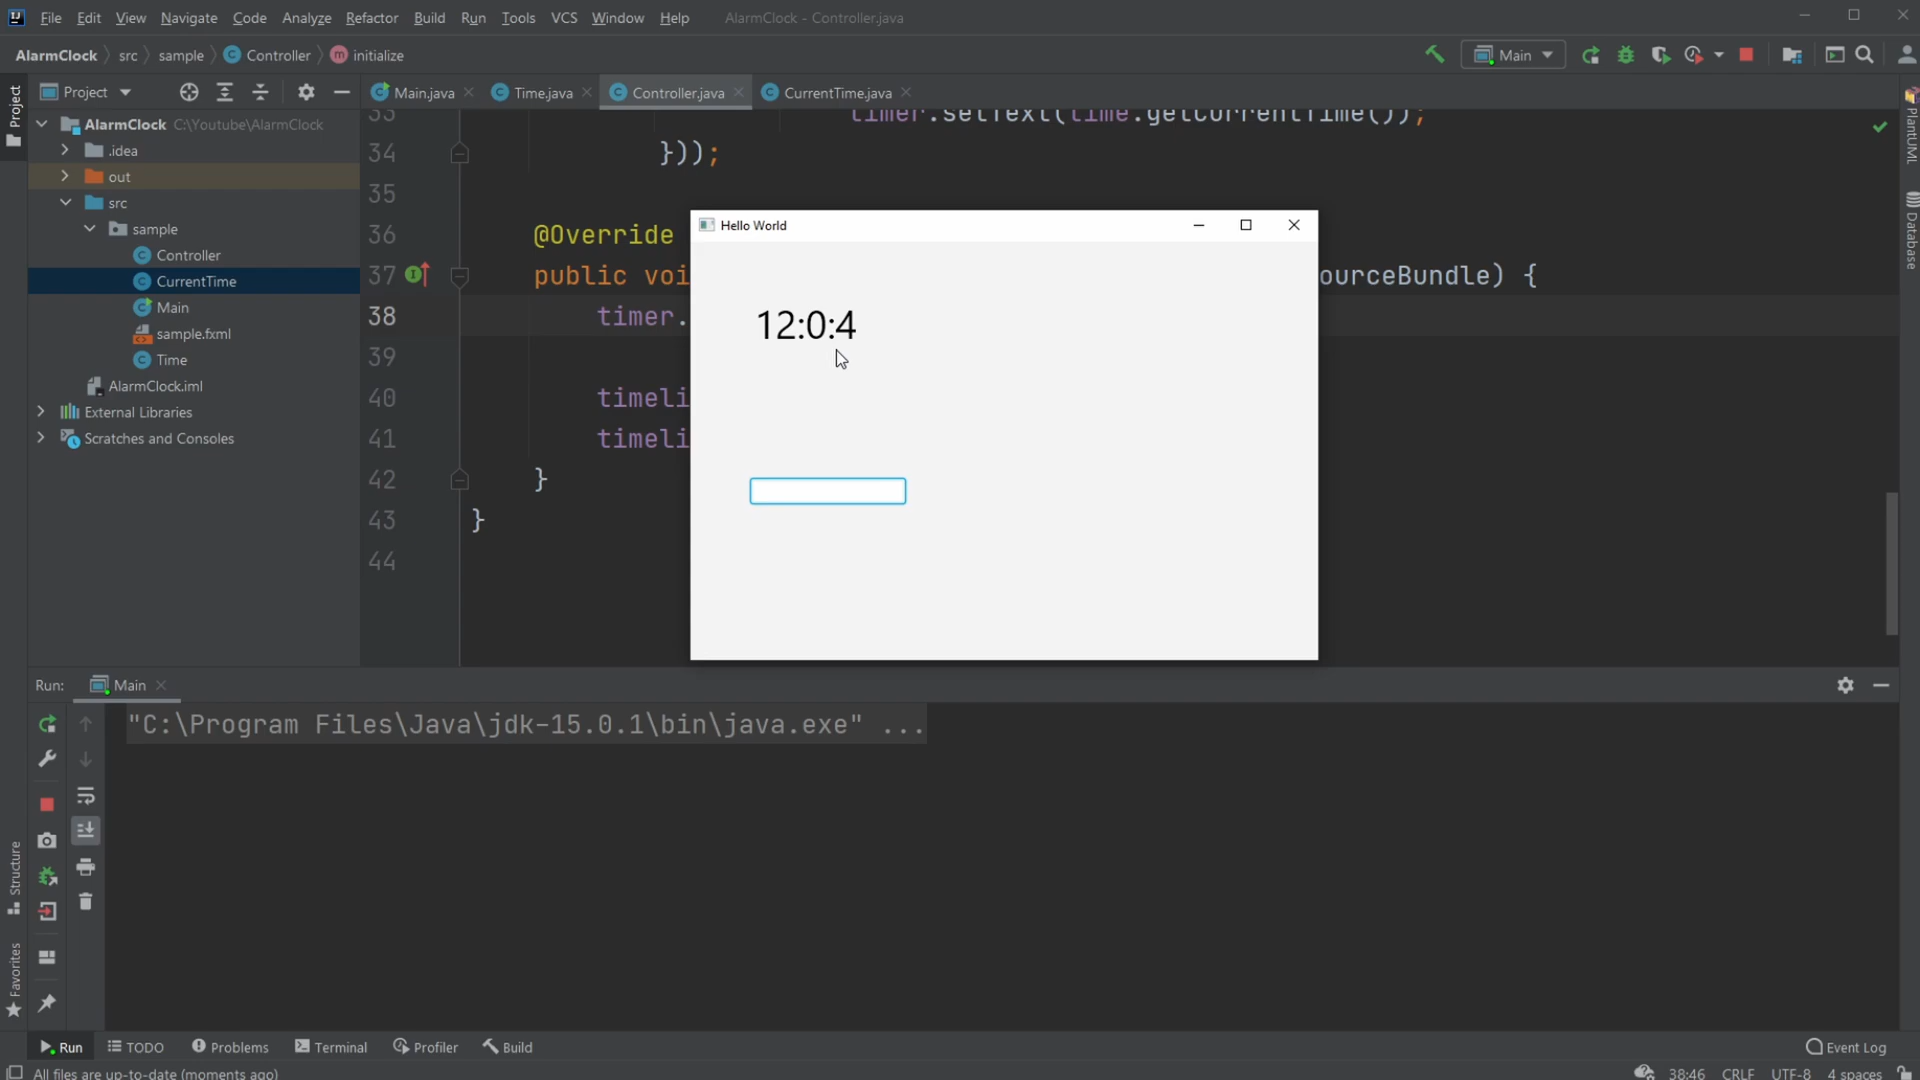 File Edit View Navigate Code Analyze Refactor Build Run Tools VCS Window Help AlarmClock - Controller.java
AlarmClock src sample Controller initialize Main
Project Main.java Time.java Controller.java CurrentTime.java
Project
AlarmClock C:\Youtube\AlarmClock
.idea
out
src
sample
Controller
CurrentTime
Main
sample.fxml
Time
AlarmClock.iml
External Libraries
Scratches and Consoles
33 timer.setText(time.getCurrentTime());
34 }));
35
36 @Override
37 public voi ourceBundle) {
38 timer.
39
40 timeli
41 timeli
42 }
43 }
44
Hello World
12:0:4
PlantUML
Database
Run: Main
"C:\Program Files\Java\jdk-15.0.1\bin\java.exe" ...
Structure
Favorites
Run TODO Problems Terminal Profiler Build Event Log
All files are up-to-date (moments ago) 38:46 CRLF UTF-8 4 spaces